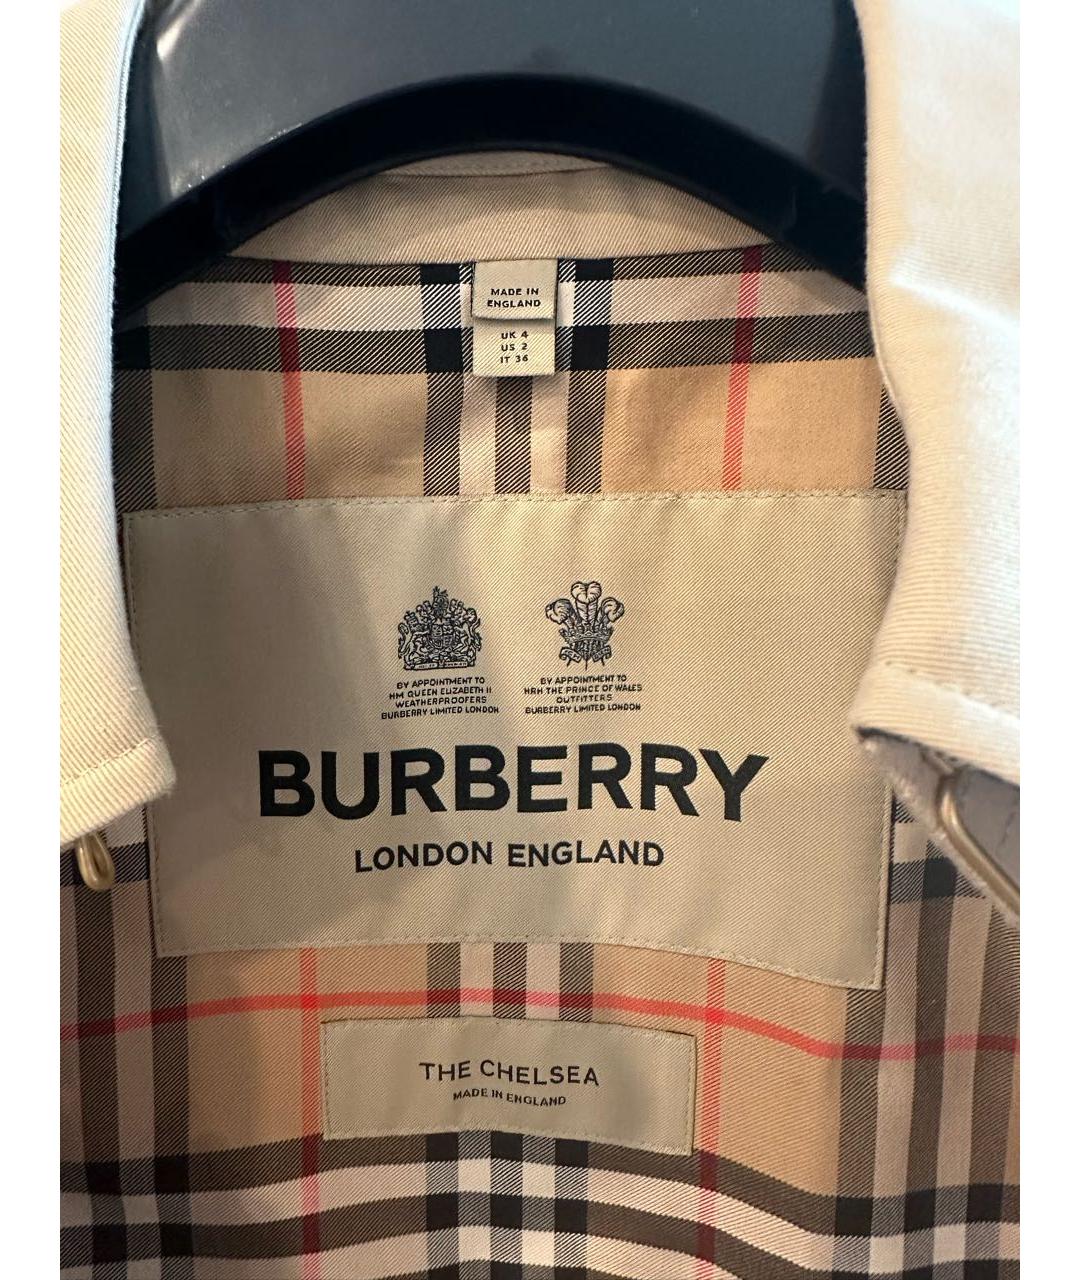 MADE IN
ENGLAND
UK 4
US 2
IT 36
BY APPOINTMENT TO
HM QUEEN ELIZABETH II
WEATHERPROOFERS
BURBERRY LIMITED LONDON
BY APPOINTMENT TO
HRH THE PRINCE OF WALES
OUTFITTERS
BURBERRY LIMITED LONDON
BURBERRY
LONDON ENGLAND
THE CHELSEA
MADE IN ENGLAND